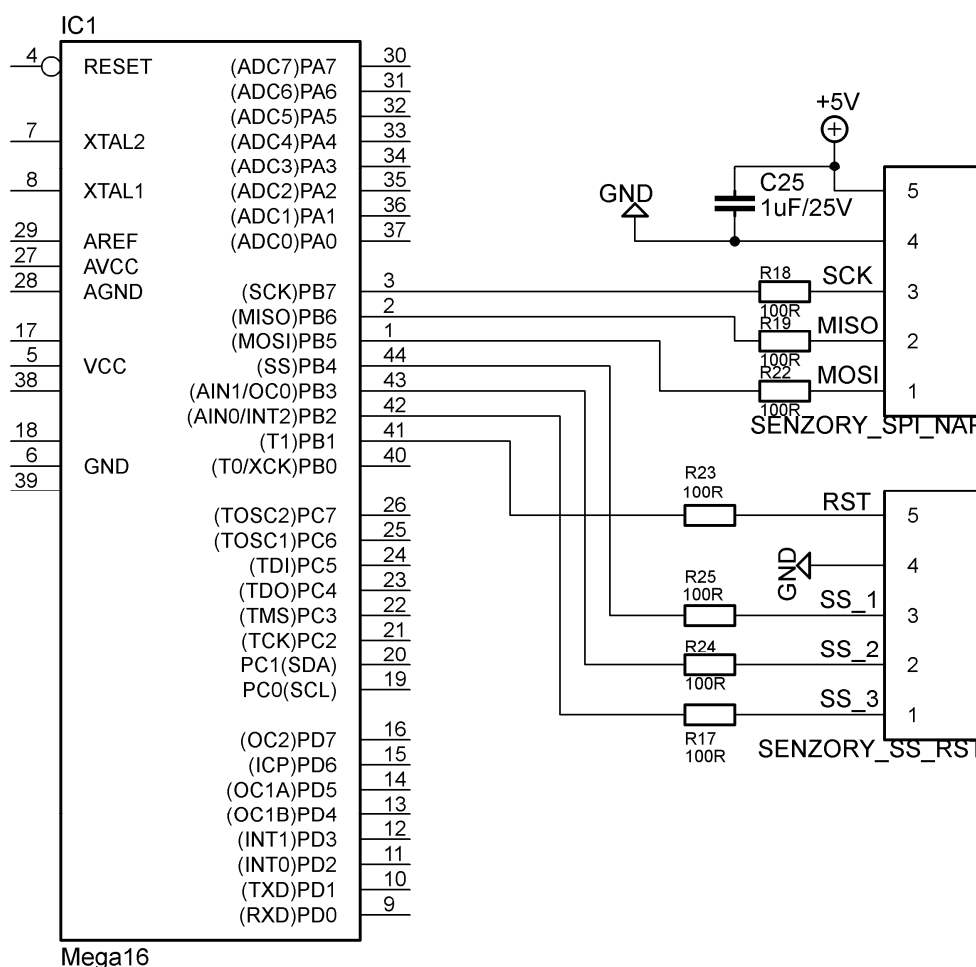 IC1
4 RESET (ADC7)PA7 30
(ADC6)PA6 31
(ADC5)PA5 32
7 XTAL2 (ADC4)PA4 33
(ADC3)PA3 34
8 XTAL1 (ADC2)PA2 35
(ADC1)PA1 36
29 AREF (ADC0)PA0 37
27 AVCC
28 AGND (SCK)PB7 3
(MISO)PB6 2
17 (MOSI)PB5 1
5 VCC (SS)PB4 44
38 (AIN1/OC0)PB3 43
(AIN0/INT2)PB2 42
18 (T1)PB1 41
6 GND (T0/XCK)PB0 40
39
(TOSC2)PC7 26
(TOSC1)PC6 25
(TDI)PC5 24
(TDO)PC4 23
(TMS)PC3 22
(TCK)PC2 21
PC1(SDA) 20
PC0(SCL) 19
(OC2)PD7 16
(ICP)PD6 15
(OC1A)PD5 14
(OC1B)PD4 13
(INT1)PD3 12
(INT0)PD2 11
(TXD)PD1 10
(RXD)PD0 9
Mega16
+5V
C25
1uF/25V
GND
5
4
R18 SCK 3
100R
R19 MISO 2
100R
R22 MOSI 1
100R
SENZORY_SPI_NAP
R23
100R
RST 5
GND 4
R25
100R
SS_1 3
R24
100R
SS_2 2
SS_3 1
R17
100R
SENZORY_SS_RST